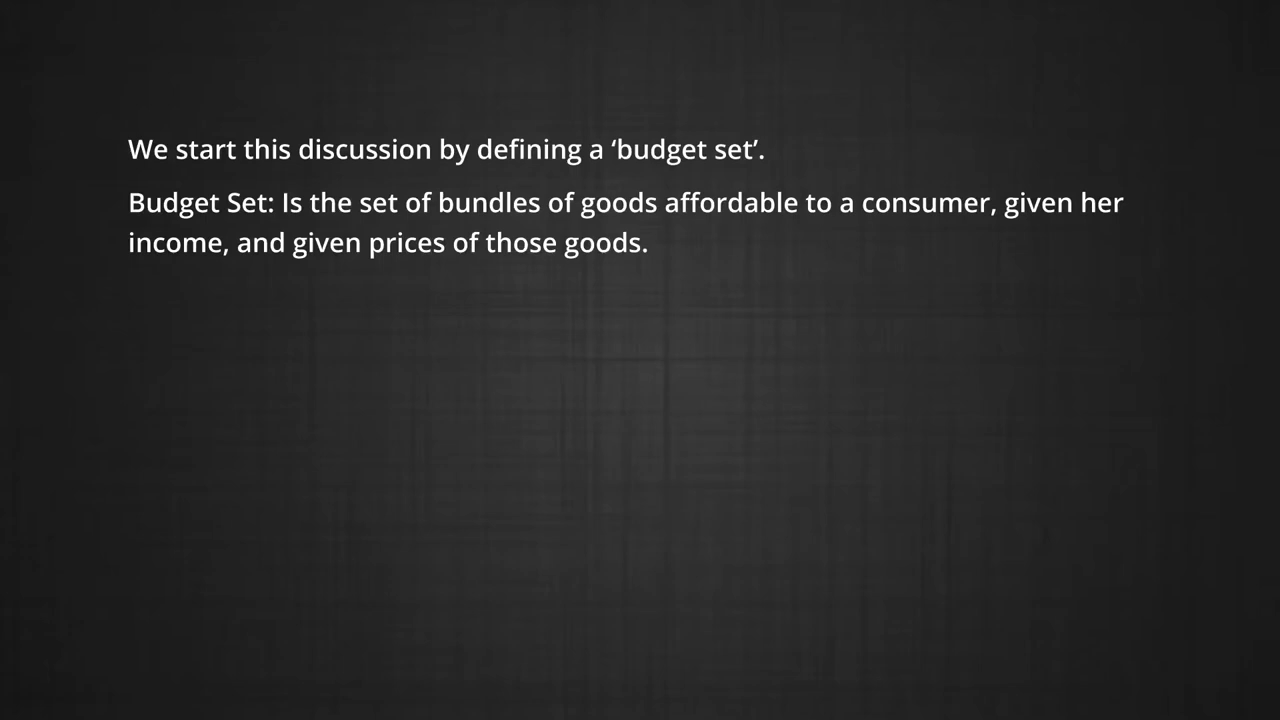 We start this discussion by defining a ‘budget set’.
Budget Set: Is the set of bundles of goods affordable to a consumer, given her
income, and given prices of those goods.